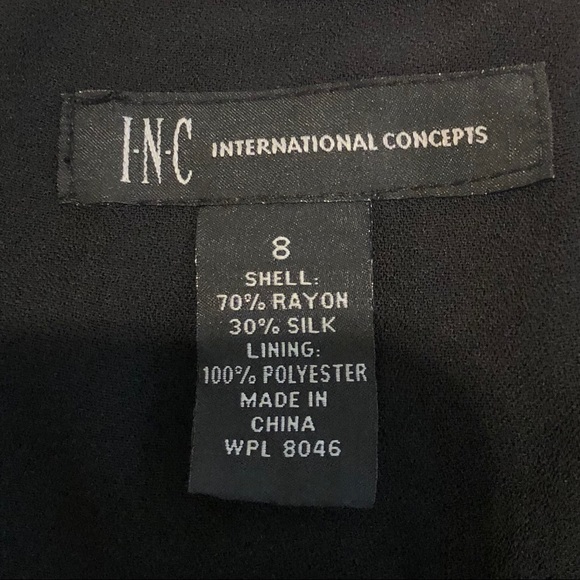 I·N·C INTERNATIONAL CONCEPTS
8
SHELL:
70% RAYON
30% SILK
LINING:
100% POLYESTER
MADE IN
CHINA
WPL 8046